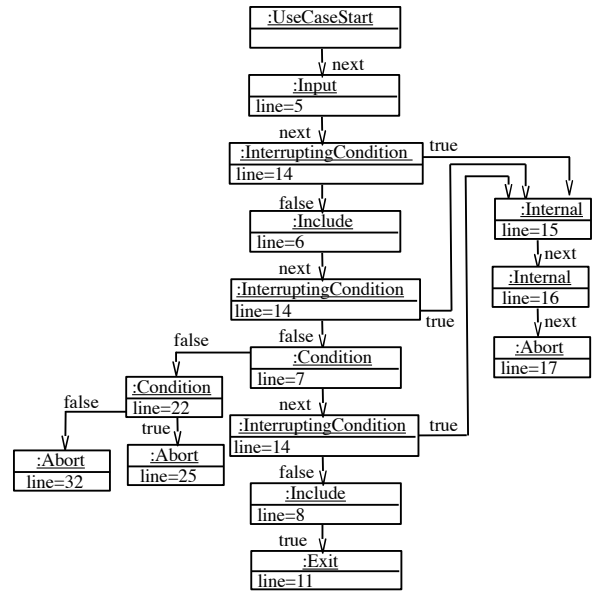 :UseCaseStart
next
:Input
line=5
next
true
:InterruptingCondition
line=14
false
:Include
line=6
:Internal
line=15
next
next
:InterruptingCondition
line=14
true
:Internal
line=16
next
false
false
:Condition
line=7
:Abort
line=17
:Condition
line=22
next
false
true
:InterruptingCondition
line=14
true
:Abort
line=32
:Abort
line=25
false
:Include
line=8
true
:Exit
line=11